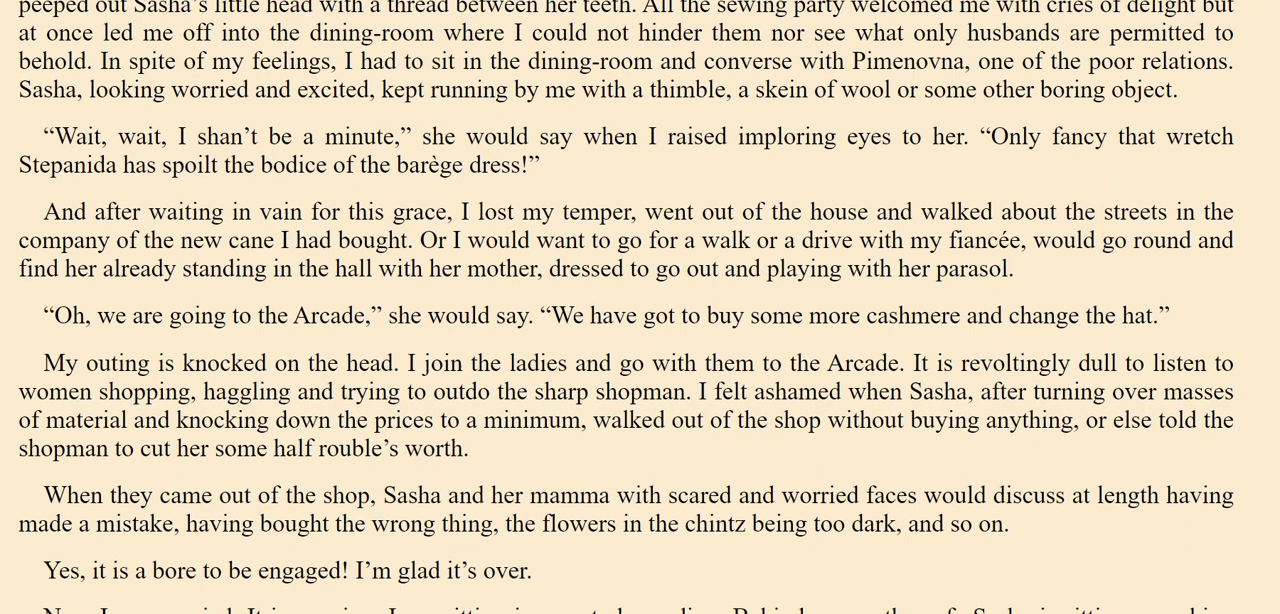 peeped out Sasha's little head with a thread between her teeth. All the sewing party welcomed me with cries of delight but
at once led me off into the dining-room where I could not hinder them nor see what only husbands are permitted to
behold. In spite of my feelings, I had to sit in the dining-room and converse with Pimenovna, one of the poor relations.
Sasha, looking worried and excited, kept running by me with a thimble, a skein of wool or some other boring object.
“Wait, wait, I shan’t be a minute,” she would say when I raised imploring eyes to her. “Only fancy that wretch
Stepanida has spoilt the bodice of the barège dress!”
And after waiting in vain for this grace, I lost my temper, went out of the house and walked about the streets in the
company of the new cane I had bought. Or I would want to go for a walk or a drive with my fiancée, would go round and
find her already standing in the hall with her mother, dressed to go out and playing with her parasol.
“Oh, we are going to the Arcade,” she would say. “We have got to buy some more cashmere and change the hat.”
My outing is knocked on the head. I join the ladies and go with them to the Arcade. It is revoltingly dull to listen to
women shopping, haggling and trying to outdo the sharp shopman. I felt ashamed when Sasha, after turning over masses
of material and knocking down the prices to a minimum, walked out of the shop without buying anything, or else told the
shopman to cut her some half rouble’s worth.
When they came out of the shop, Sasha and her mamma with scared and worried faces would discuss at length having
made a mistake, having bought the wrong thing, the flowers in the chintz being too dark, and so on.
Yes, it is a bore to be engaged! I’m glad it’s over.